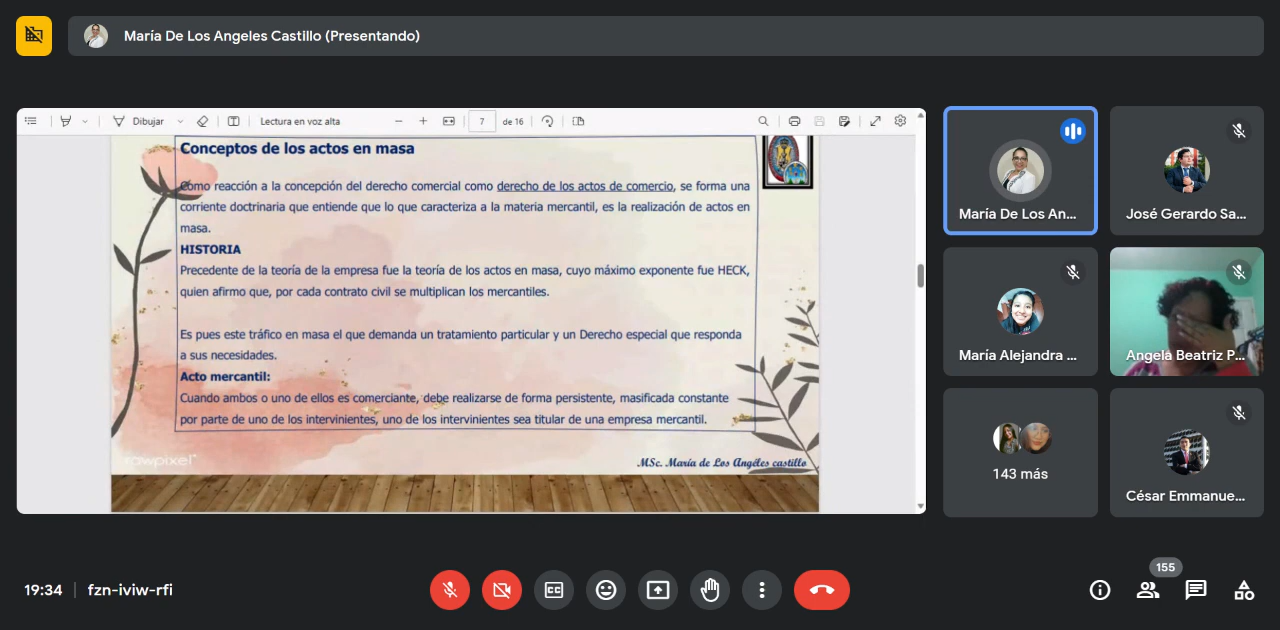 María De Los Angeles Castillo (Presentando)
Dibujar
Lectura en voz alta
7
de 16
Conceptos de los actos en masa
Como reacción a la concepción del derecho comercial como derecho de los actos de comercio, se forma una
corriente doctrinaria que entiende que lo que caracteriza a la materia mercantil, es la realización de actos en
masa.
HISTORIA
Precedente de la teoría de la empresa fue la teoría de los actos en masa, cuyo máximo exponente fue HECK,
quien afirmo que, por cada contrato civil se multiplican los mercantiles.
Es pues este tráfico en masa el que demanda un tratamiento particular y un Derecho especial que responda
a sus necesidades.
Acto mercantil:
Cuando ambos o uno de ellos es comerciante, debe realizarse de forma persistente, masificada constante
por parte de uno de los intervinientes, uno de los intervinientes sea titular de una empresa mercantil.
rawpixel
MSc. María de Los Angéles castillo
María De Los An...
José Gerardo Sa...
María Alejandra ...
Angela Beatriz P...
143 más
César Emmanue...
19:34
fzn-iviw-rfi
CC
155